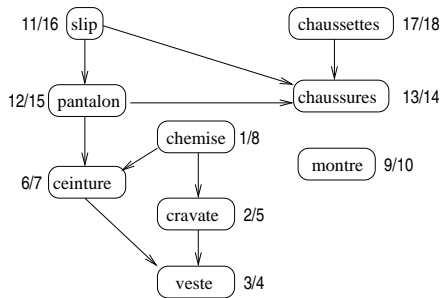 11/16 slip
chaussettes 17/18
12/15 pantalon
chaussures 13/14
chemise 1/8
montre 9/10
6/7 ceinture
cravate 2/5
veste 3/4